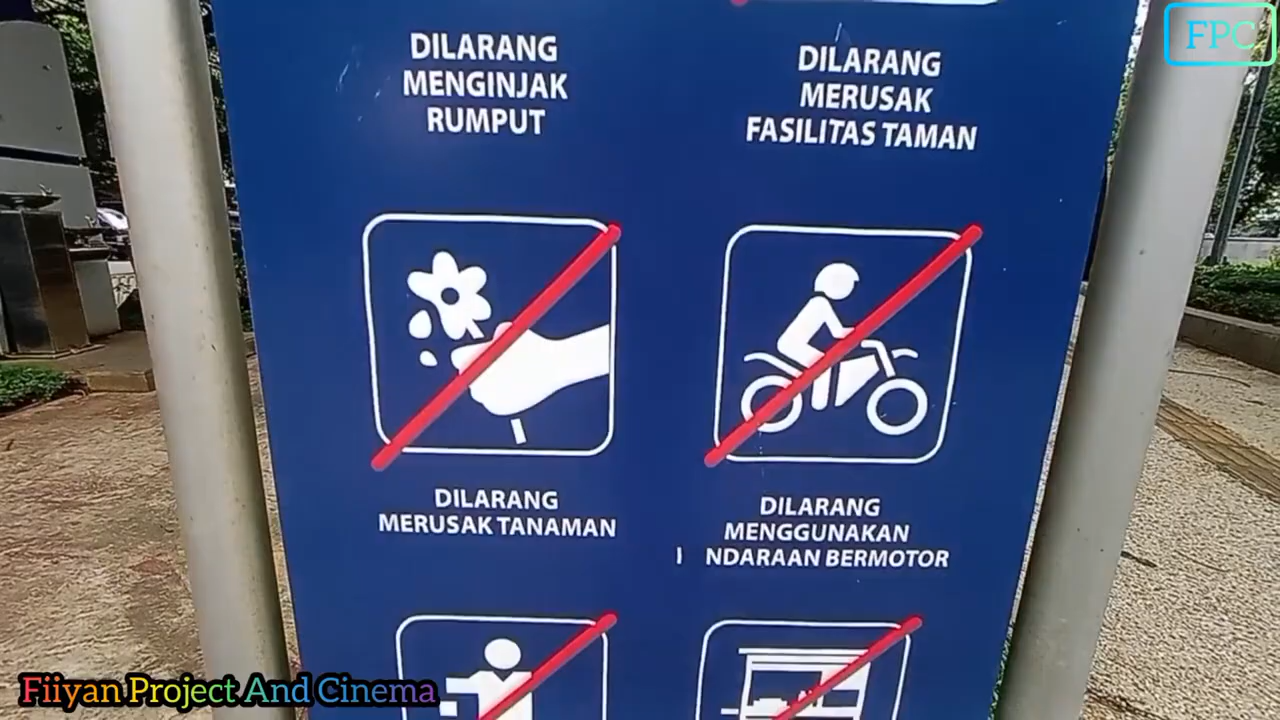 FPC
DILARANG
MENGINJAK
RUMPUT
DILARANG
MERUSAK
FASILITAS TAMAN
DILARANG
MERUSAK TANAMAN
DILARANG
MENGGUNAKAN
NDARAAN BERMOTOR
Fiiyan Project And Cinema